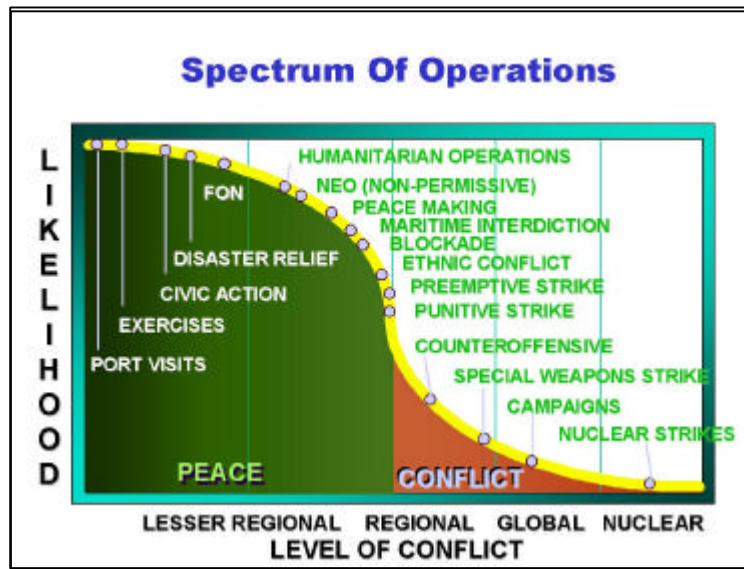 Spectrum Of Operations
LIKELIHOOD
HUMANITARIAN OPERATIONS
NEO (NON-PERMISSIVE)
FON
PEACE MAKING
MARITIME INTERDICTION
BLOCKADE
DISASTER RELIEF
ETHNIC CONFLICT
CIVIC ACTION
PREEMPTIVE STRIKE
EXERCISES
PUNITIVE STRIKE
PORT VISITS
COUNTEROFFENSIVE
SPECIAL WEAPONS STRIKE
CAMPAIGNS
NUCLEAR STRIKES
PEACE
CONFLICT
LESSER REGIONAL REGIONAL GLOBAL NUCLEAR
LEVEL OF CONFLICT